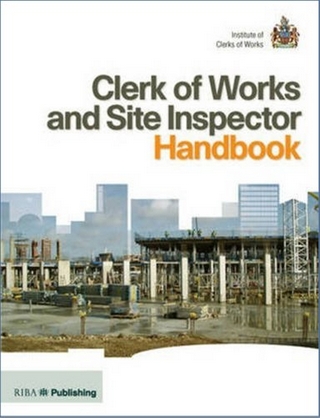 Institute of
Clerks of Works
Clerk of Works
and Site Inspector
Handbook
RIBA Publishing